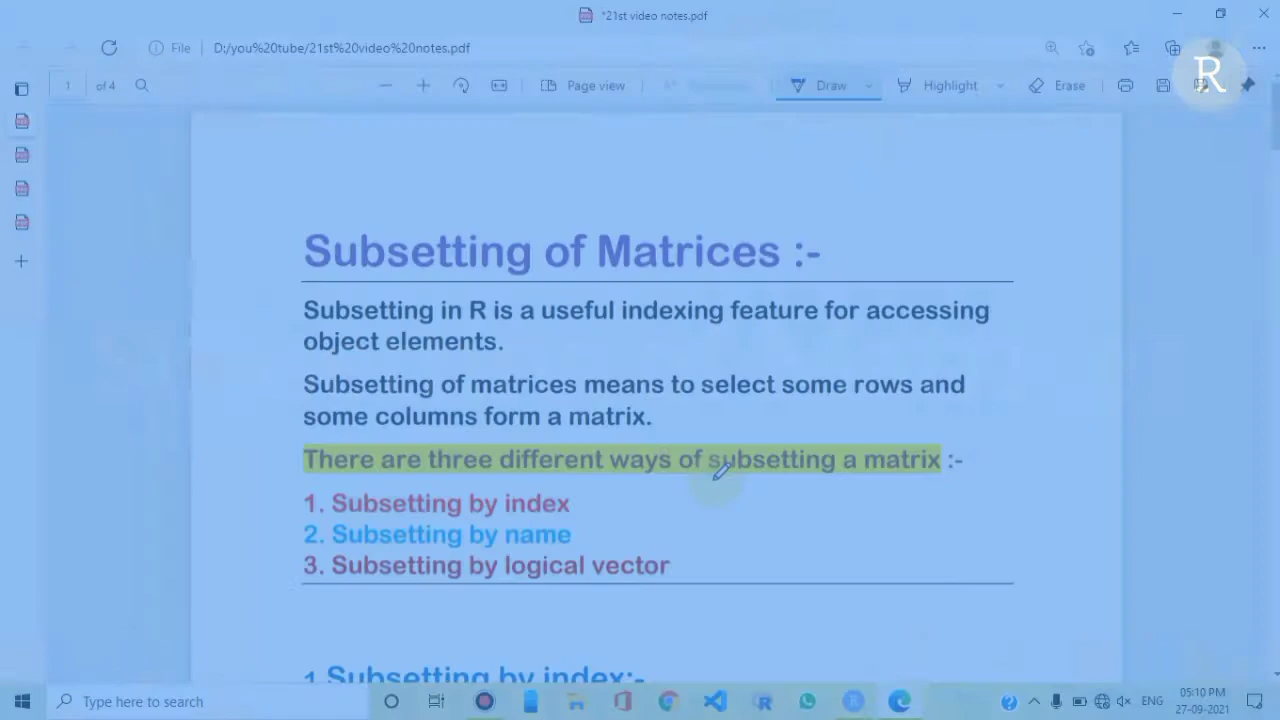 *21st video notes.pdf
File D:/you%20tube/21st%20video%20notes.pdf
1 of 4 Page view Draw Highlight Erase
R
Subsetting of Matrices :-
Subsetting in R is a useful indexing feature for accessing
object elements.
Subsetting of matrices means to select some rows and
some columns form a matrix.
There are three different ways of subsetting a matrix :-
1. Subsetting by index
2. Subsetting by name
3. Subsetting by logical vector
1 Subsetting by index:-
Type here to search
ENG
05:10 PM
27-09-2021